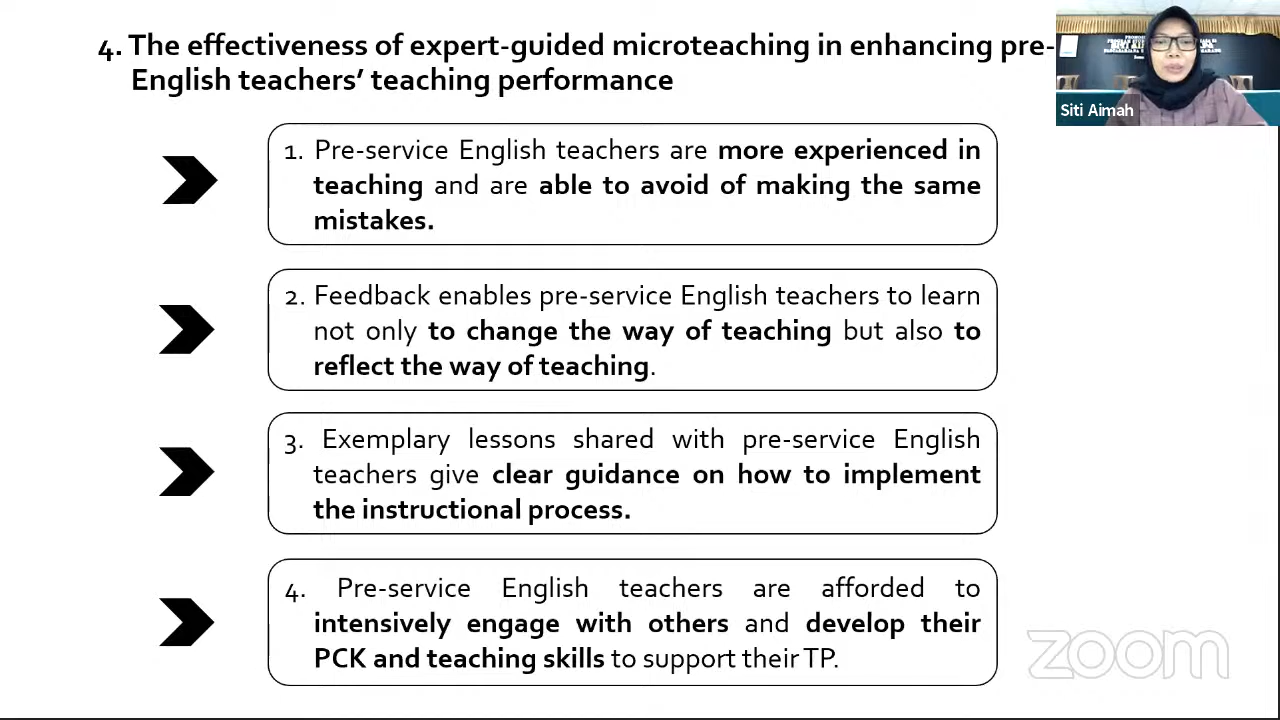 4. The effectiveness of expert-guided microteaching in enhancing pre-
English teachers’ teaching performance
Siti Aimah
1. Pre-service English teachers are more experienced in
teaching and are able to avoid of making the same
mistakes.
2. Feedback enables pre-service English teachers to learn
not only to change the way of teaching but also to
reflect the way of teaching.
3. Exemplary lessons shared with pre-service English
teachers give clear guidance on how to implement
the instructional process.
4. Pre-service English teachers are afforded to
intensively engage with others and develop their
PCK and teaching skills to support their TP.
zoom